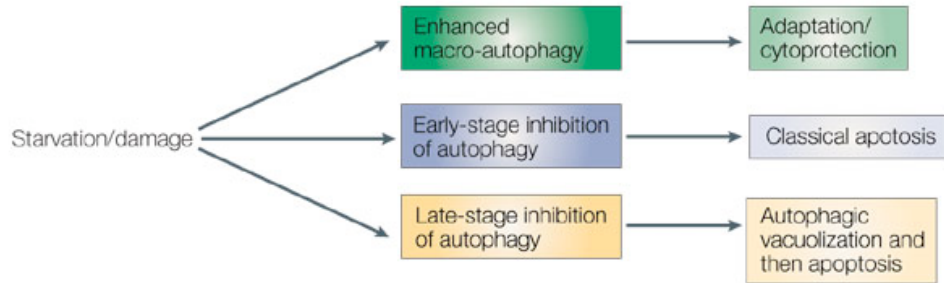 Starvation/damage
Enhanced
macro-autophagy
Adaptation/
cytoprotection
Early-stage inhibition
of autophagy
Classical apotosis
Late-stage inhibition
of autophagy
Autophagic
vacuolization and
then apoptosis